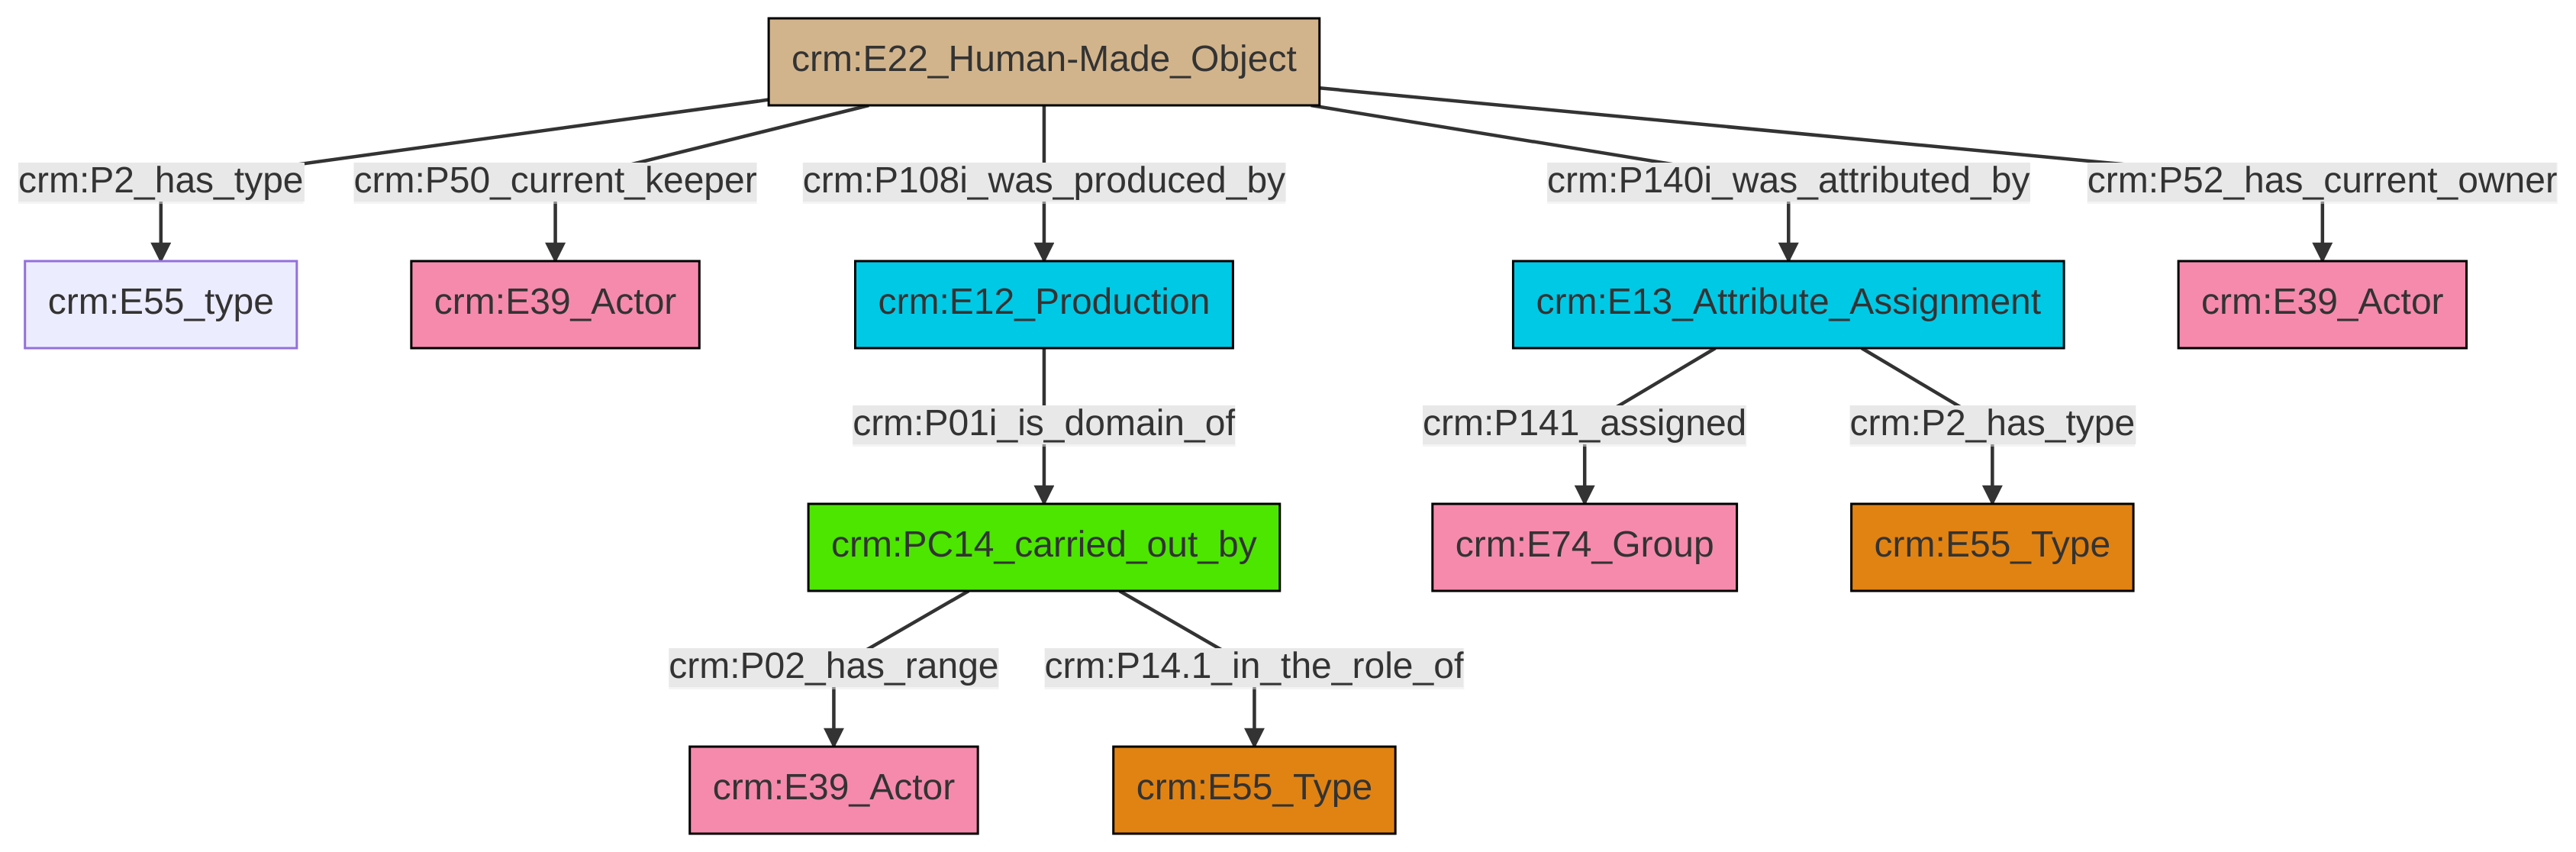 crm:E22_Human-Made_Object
crm:P2_has_type
crm:P50_current_keeper
crm:P108i_was_produced_by
crm:P140i_was_attributed_by
crm:P52_has_current_owner
crm:E55_type
crm:E39_Actor
crm:E12_Production
crm:E13_Attribute_Assignment
crm:E39_Actor
crm:P01i_is_domain_of
crm:P141_assigned
crm:P2_has_type
crm:PC14_carried_out_by
crm:E74_Group
crm:E55_Type
crm:P02_has_range
crm:P14.1_in_the_role_of
crm:E39_Actor
crm:E55_Type